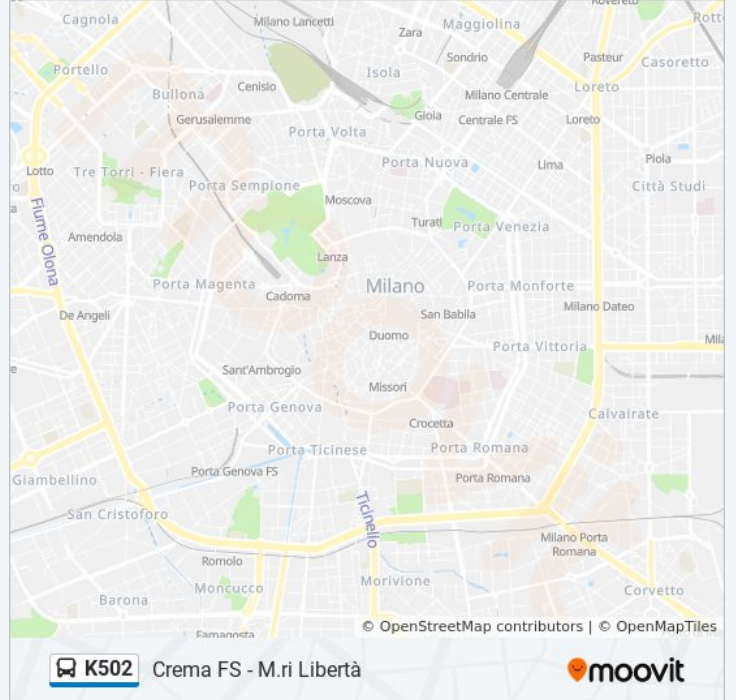 Rovereto
Cagnola
Milano Lancetti
Maggiolina
Rott
Zara
Sondrio
Pasteur
Casoretto
Portello
Isola
Bullona
Cenisio
Milano Centrale
Loreto
Gerusalemme
Gioia
Centrale FS
Loreto
Porta Volta
Lotto
Tre Torri - Fiera
Porta Nuova
Lima
Piola
Porta Sempione
Città Studi
o
Moscova
a
Turati
Porta Venezia
Fiume Olona
Amendola
Lanza
Porta Magenta
Cadorna
Milano
Porta Monforte
De Angeli
San Babila
Milano Dateo
Duomo
Porta Vittoria
Mila
e
Sant'Ambrogio
Missori
Porta Genova
Crocetta
Calvairate
Porta Ticinese
Porta Romana
Giambellino
Porta Genova FS
Porta Romana
San Cristoforo
Ticinello
Milano Porta
Romana
Romolo
Moncucco
Morivione
Corvetto
Barona
Famagosta
© OpenStreetMap contributors | © OpenMapTiles
K502 Crema FS - M.ri Libertà
moovit